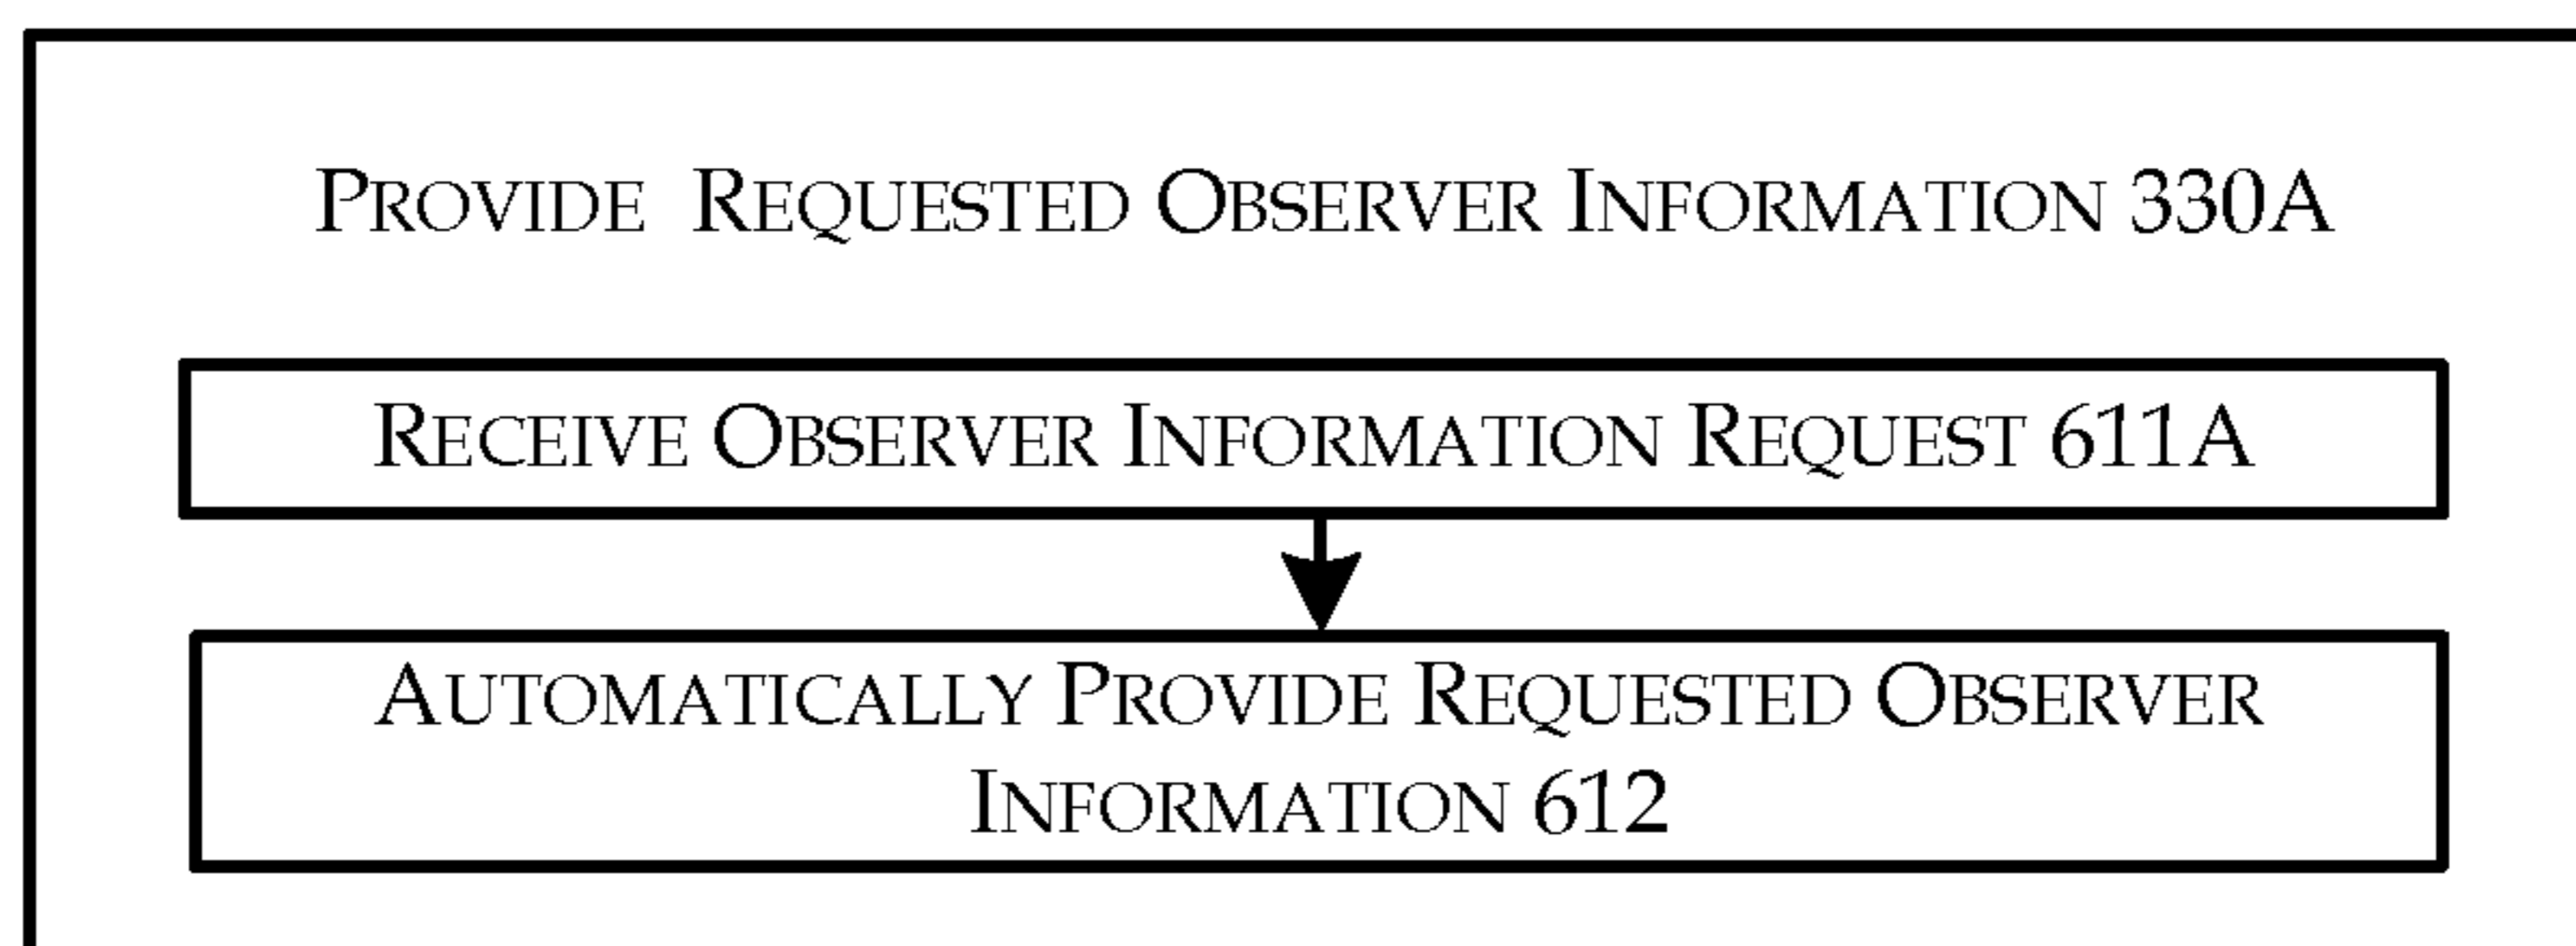 PROVIDE REQUESTED OBSERVER INFORMATION 330A
RECEIVE OBSERVER INFORMATION REQUEST 611A
AUTOMATICALLY PROVIDE REQUESTED OBSERVER
INFORMATION 612